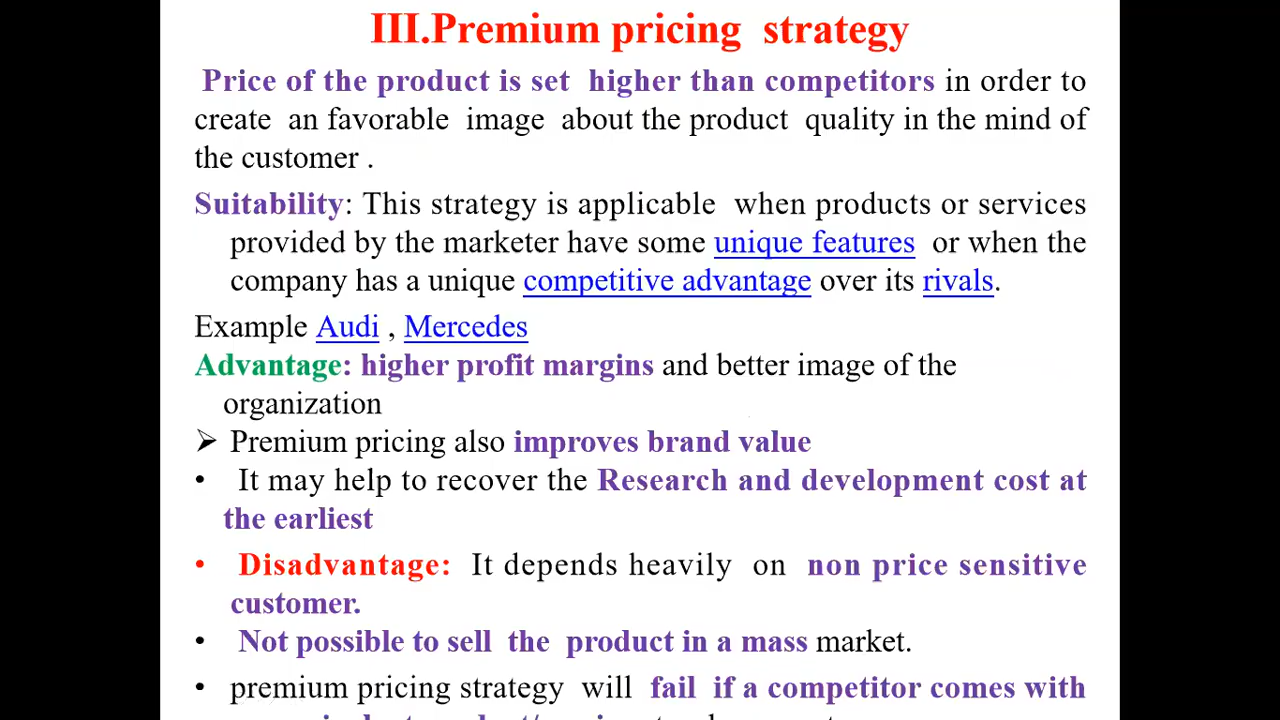 III.Premium pricing strategy
Price of the product is set higher than competitors in order to
create an favorable image about the product quality in the mind of
the customer .
Suitability: This strategy is applicable when products or services
provided by the marketer have some unique features or when the
company has a unique competitive advantage over its rivals.
Example Audi , Mercedes
Advantage: higher profit margins and better image of the
organization
➢ Premium pricing also improves brand value
• It may help to recover the Research and development cost at
the earliest
• Disadvantage: It depends heavily on non price sensitive
customer.
• Not possible to sell the product in a mass market.
• premium pricing strategy will fail if a competitor comes with